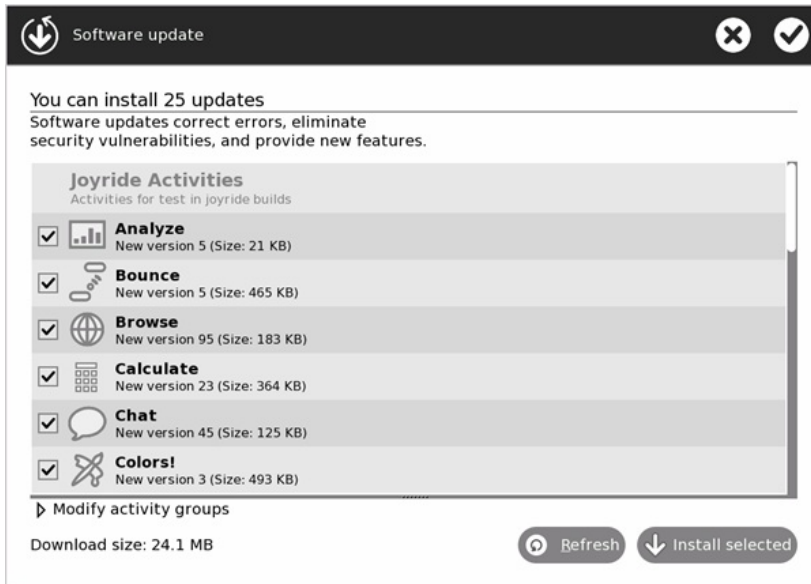 Software update
You can install 25 updates
Software updates correct errors, eliminate
security vulnerabilities, and provide new features.
Joyride Activities
Activities for test in joyride builds
Analyze
New version 5 (Size: 21 KB)
Bounce
New version 5 (Size: 465 KB)
Browse
New version 95 (Size: 183 KB)
Calculate
New version 23 (Size: 364 KB)
Chat
New version 45 (Size: 125 KB)
Colors!
New version 3 (Size: 493 KB)
Modify activity groups
Download size: 24.1 MB
Refresh
Install selected